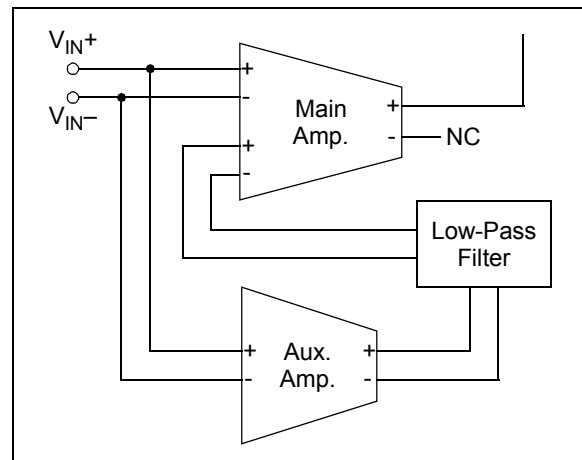 V_IN+
V_IN–
+
-
+
-
Main
Amp.
+
-
NC
Low-Pass
Filter
+
-
Aux.
Amp.
+
-